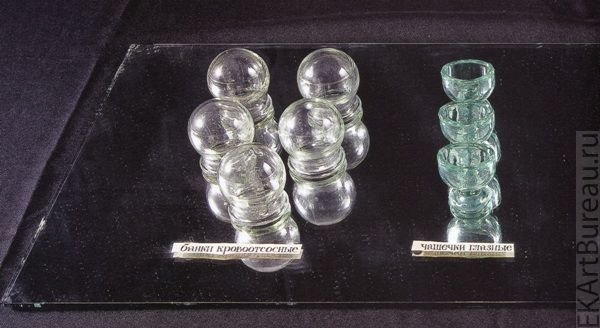 банки кровоотсосные
чашечки глазные
EKArtBureau.ru